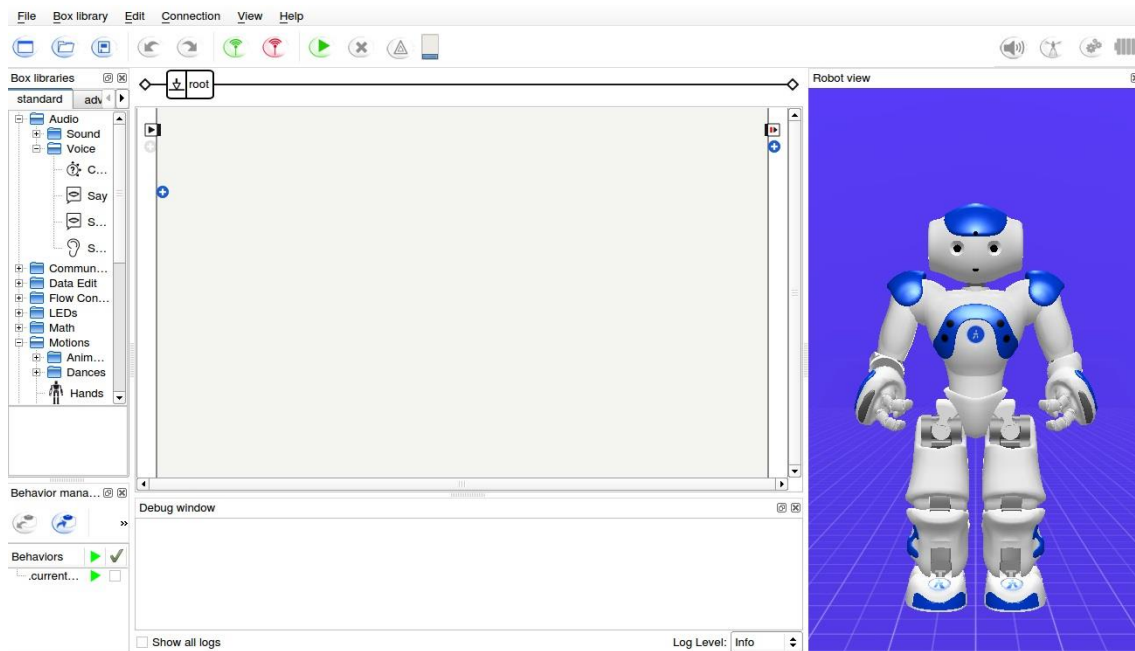 File Box library Edit Connection View Help
Box libraries
root
Robot view
standard adv
Audio
Sound
Voice
C...
Say
S...
S...
Commun...
Data Edit
Flow Con...
LEDs
Math
Motions
Anim...
Dances
Hands
Behavior mana...
»
Behaviors
.current...
Debug window
Show all logs
Log Level: Info